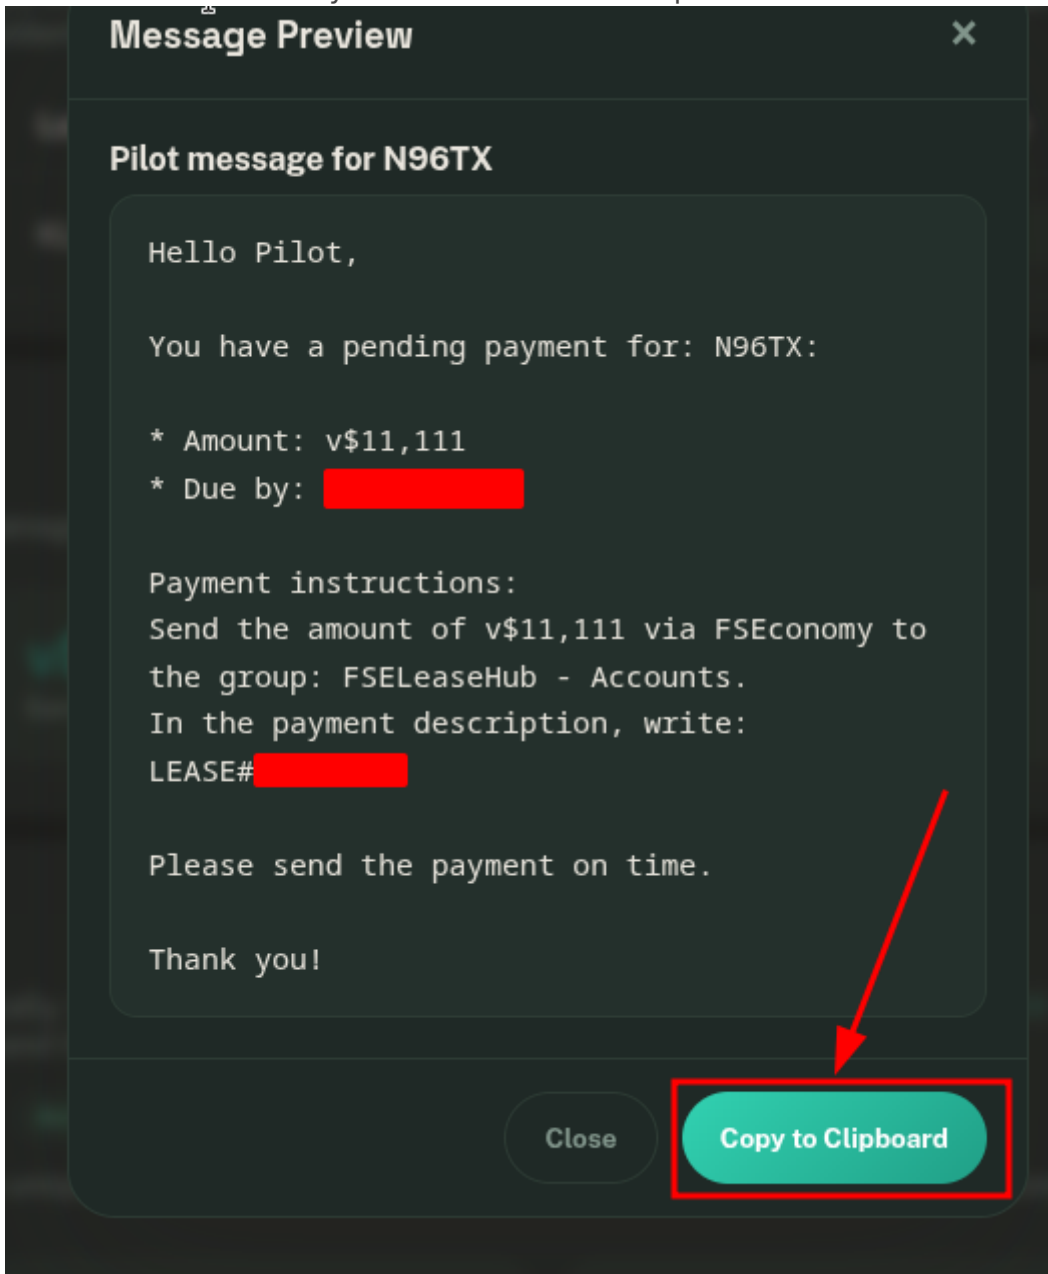 Message Preview
Pilot message for N96TX
Hello Pilot,
You have a pending payment for: N96TX:
* Amount: v$11,111
* Due by:
Payment instructions:
Send the amount of v$11,111 via FSEconomy to
the group: FSELeaseHub - Accounts.
In the payment description, write:
LEASE#
Please send the payment on time.
Thank you!
Close
Copy to Clipboard